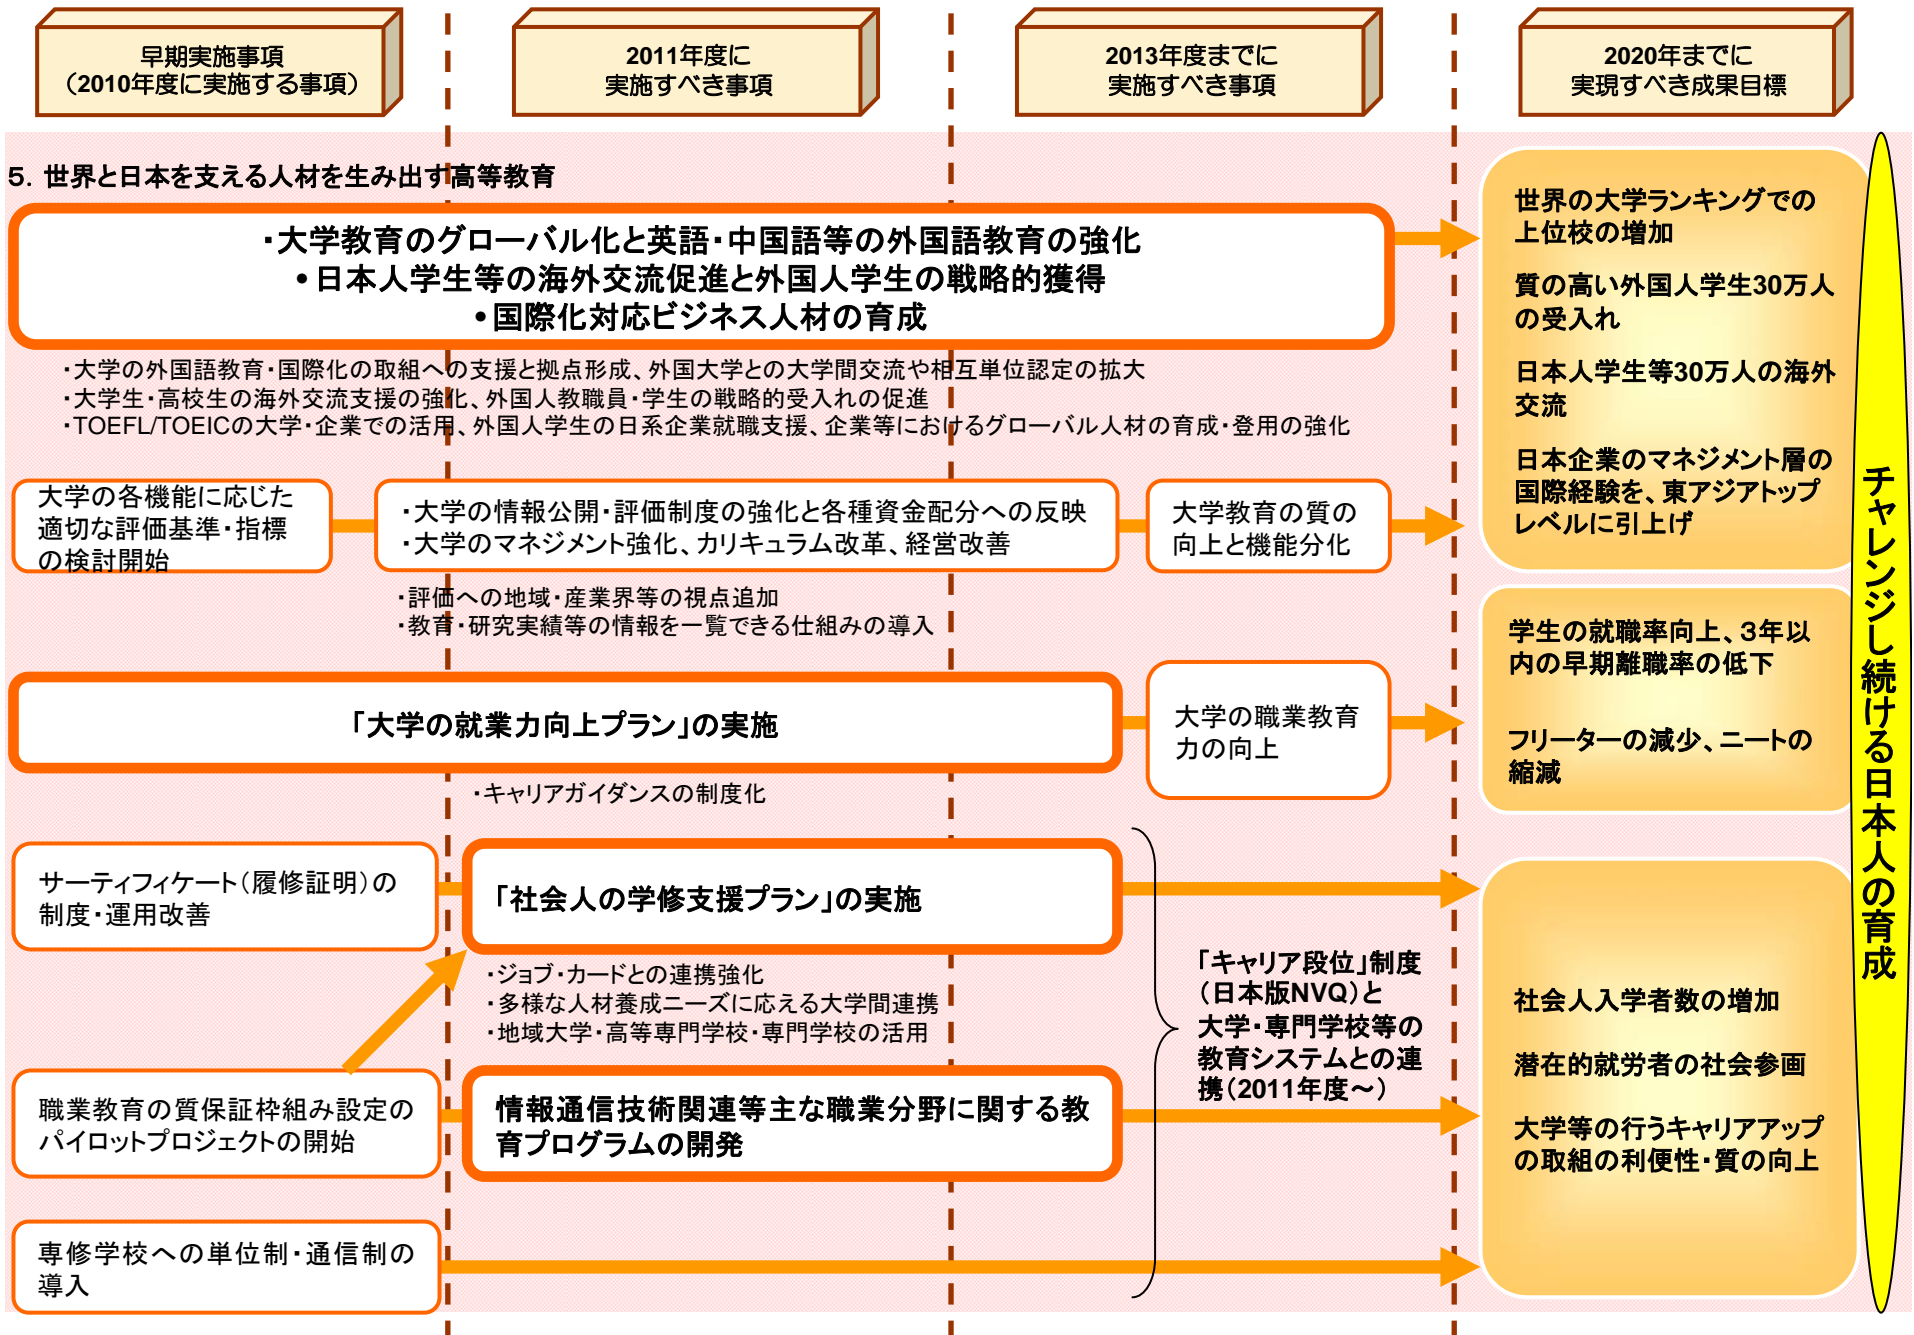 早期実施事項
（2010年度に実施する事項）
2011年度に
実施すべき事項
2013年度までに
実施すべき事項
2020年までに
実現すべき成果目標
５．世界と日本を支える人材を生み出す高等教育
・大学教育のグローバル化と英語・中国語等の外国語教育の強化
•日本人学生等の海外交流促進と外国人学生の戦略的獲得
•国際化対応ビジネス人材の育成
・大学の外国語教育・国際化の取組への支援と拠点形成、外国大学との大学間交流や相互単位認定の拡大
・大学生・高校生の海外交流支援の強化、外国人教職員・学生の戦略的受入れの促進
・TOEFL/TOEICの大学・企業での活用、外国人学生の日系企業就職支援、企業等におけるグローバル人材の育成・登用の強化
世界の大学ランキングでの
上位校の増加
質の高い外国人学生30万人
の受入れ
日本人学生等30万人の海外
交流
日本企業のマネジメント層の
国際経験を、東アジアトップ
レベルに引上げ
大学の各機能に応じた
適切な評価基準・指標
の検討開始
・大学の情報公開・評価制度の強化と各種資金配分への反映
・大学のマネジメント強化、カリキュラム改革、経営改善
大学教育の質の
向上と機能分化
・評価への地域・産業界等の視点追加
・教育・研究実績等の情報を一覧できる仕組みの導入
「大学の就業力向上プラン」の実施
大学の職業教育
力の向上
・キャリアガイダンスの制度化
学生の就職率向上、３年以
内の早期離職率の低下
フリーターの減少、ニートの
縮減
サーティフィケート（履修証明）の
制度・運用改善
「社会人の学修支援プラン」の実施
・ジョブ・カードとの連携強化
・多様な人材養成ニーズに応える大学間連携
・地域大学・高等専門学校・専門学校の活用
職業教育の質保証枠組み設定の
パイロットプロジェクトの開始
情報通信技術関連等主な職業分野に関する教
育プログラムの開発
「キャリア段位」制度
（日本版NVQ）と
大学・専門学校等の
教育システムとの連
携（2011年度～）
専修学校への単位制・通信制の
導入
社会人入学者数の増加
潜在的就労者の社会参画
大学等の行うキャリアアップ
の取組の利便性・質の向上
チャレンジし続ける日本人の育成